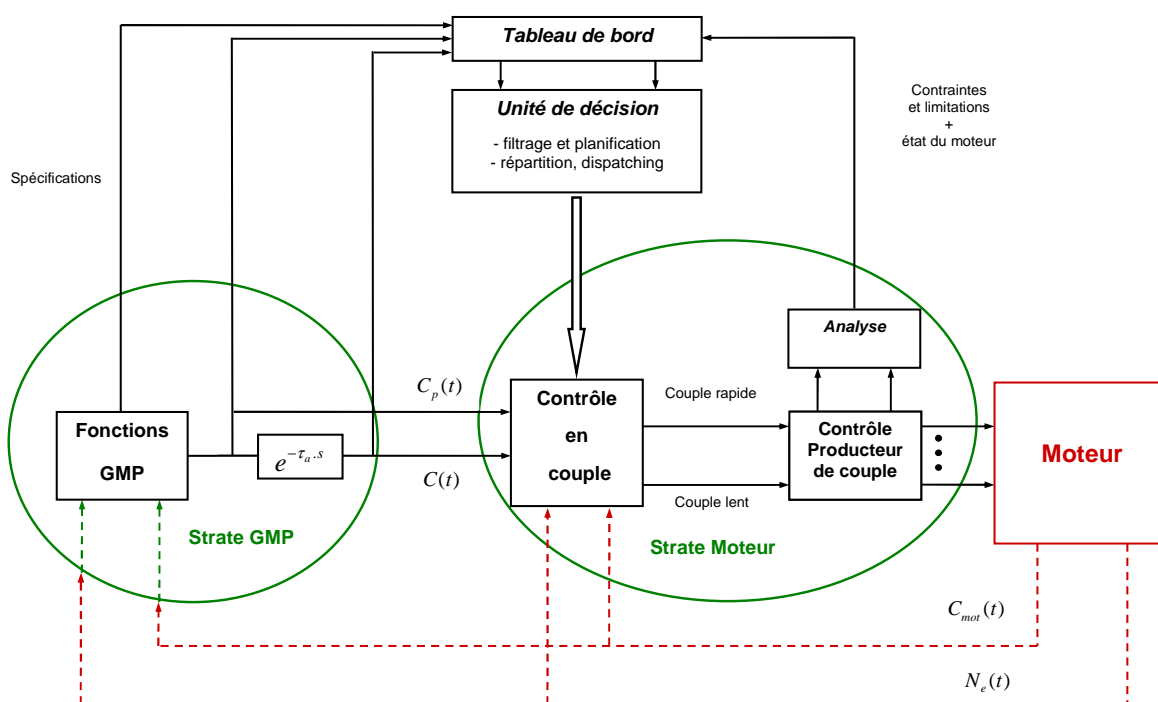 Tableau de bord
Unité de décision
- filtrage et planification
- répartition, dispatching
Contraintes
et limitations
+
état du moteur
Spécifications
Analyse
C_p(t)
Contrôle
en
couple
Couple rapide
Fonctions
GMP
e^{-τ_a.s}
C(t)
Contrôle
Producteur
de couple
Moteur
Couple lent
Strate GMP
Strate Moteur
C_{mot}(t)
N_e(t)